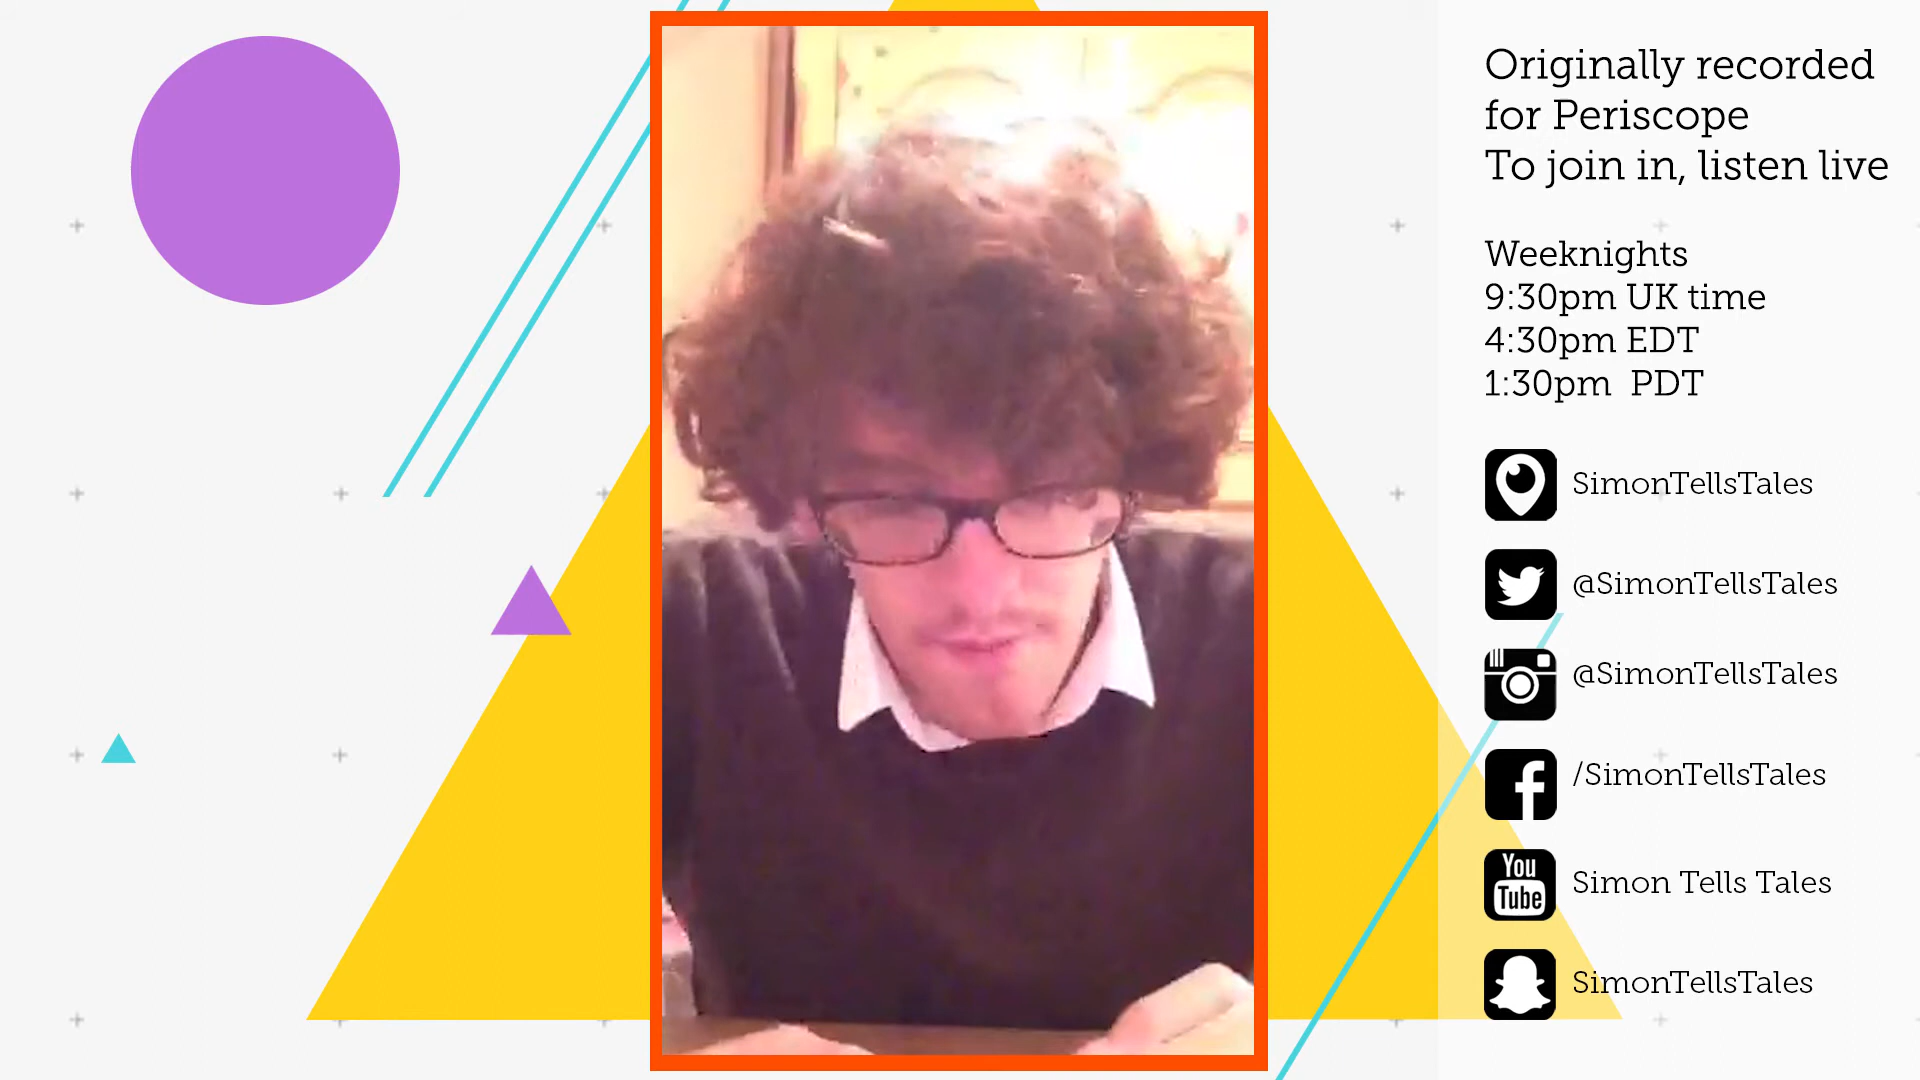 Originally recorded
for Periscope
To join in, listen live
Weeknights
9:30pm UK time
4:30pm EDT
1:30pm PDT
SimonTellsTales
@SimonTellsTales
@SimonTellsTales
/SimonTellsTales
You
Tube
Simon Tells Tales
SimonTellsTales